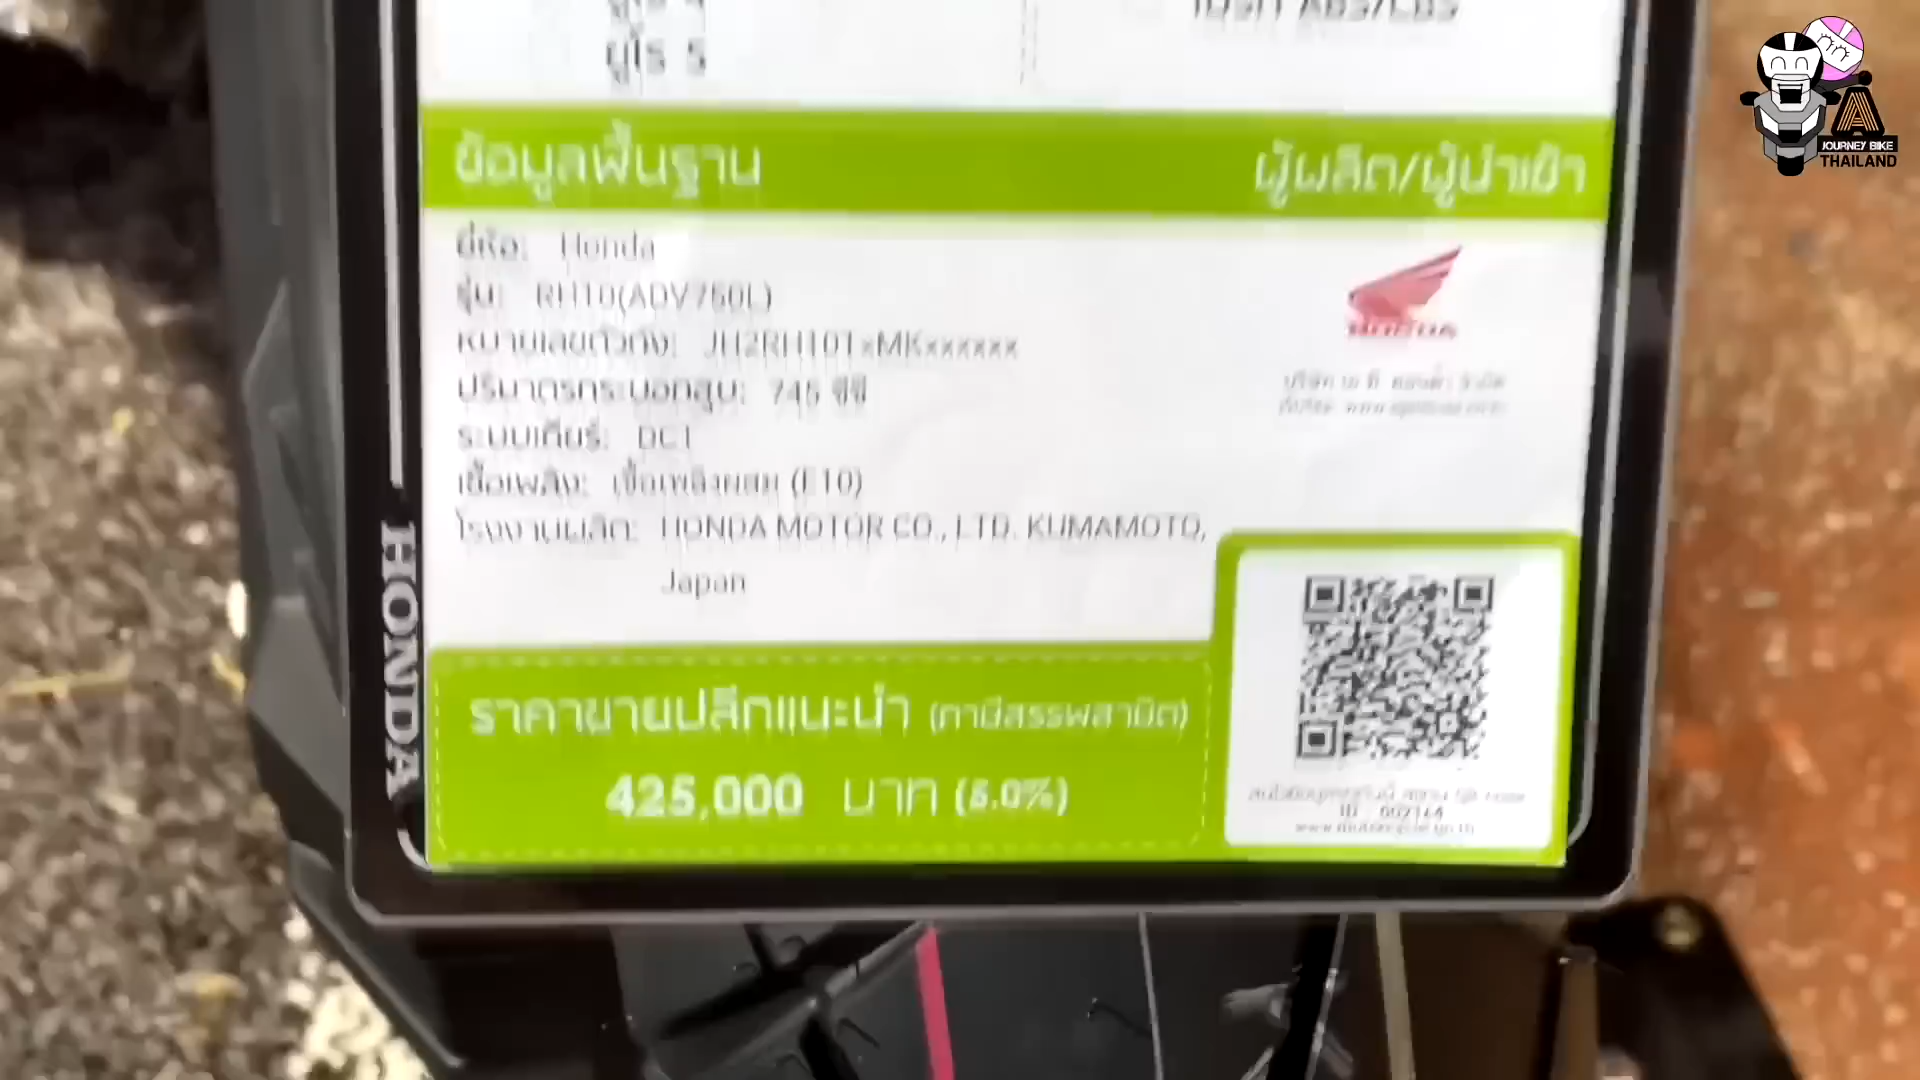 ยูโร 5
ข้อมูลพื้นฐาน
ผู้ผลิต/ผู้นำเข้า
ยี่ห้อ: Honda
รุ่น: RH10(ADV750L)
หมายเลขตัวถัง: JH2RH10TxMKxxxxxx
ปริมาตรกระบอกสูบ: 745 ซีซี
ระบบเกียร์: DCT
เชื้อเพลิง: เชื้อเพลิงผสม (E10)
โรงงานผลิต: HONDA MOTOR CO., LTD. KUMAMOTO,
Japan
HONDA
ราคาขายปลีกแนะนำ (ภาษีสรรพสามิต)
425,000 บาท (5.0%)
HONDA
JOURNEY BIKE
THAILAND